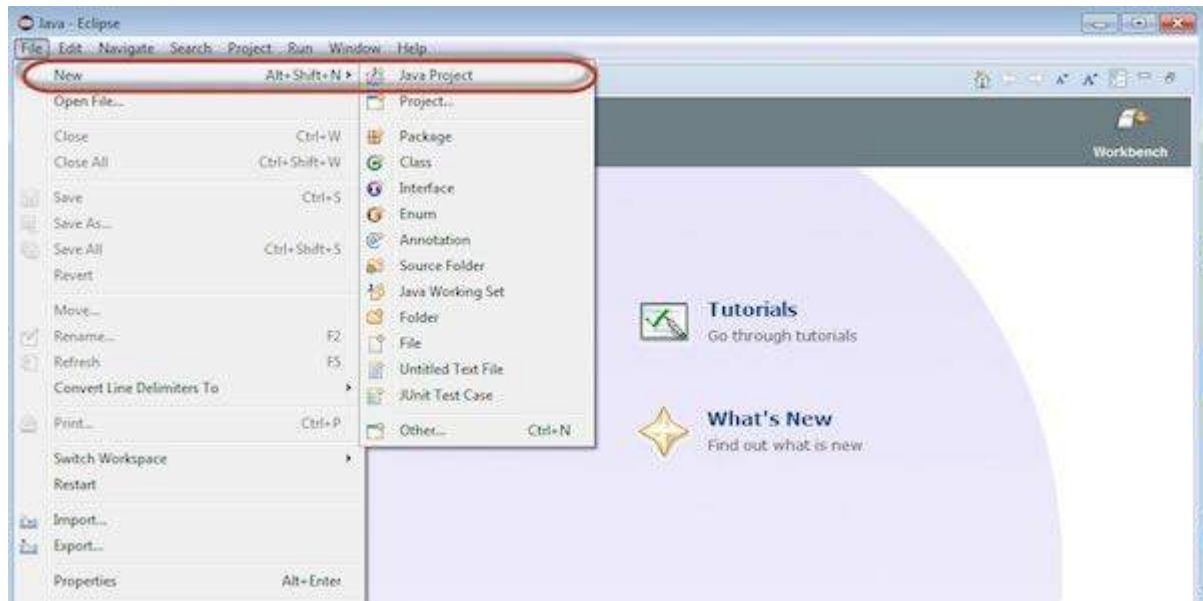 Java - Eclipse
File Edit Navigate Search Project Run Window Help
New Alt+Shift+N
Open File...
Close Ctrl+W
Close All Ctrl+Shift+W
Save Ctrl+S
Save As...
Save All Ctrl+Shift+S
Revert
Move...
Rename... F2
Refresh F5
Convert Line Delimiters To
Print... Ctrl+P
Switch Workspace
Restart
Import...
Export...
Properties Alt+Enter
Java Project
Project...
Package
Class
Interface
Enum
Annotation
Source Folder
Java Working Set
Folder
File
Untitled Text File
JUnit Test Case
Other... Ctrl+N
Workbench
Tutorials
Go through tutorials
What's New
Find out what is new